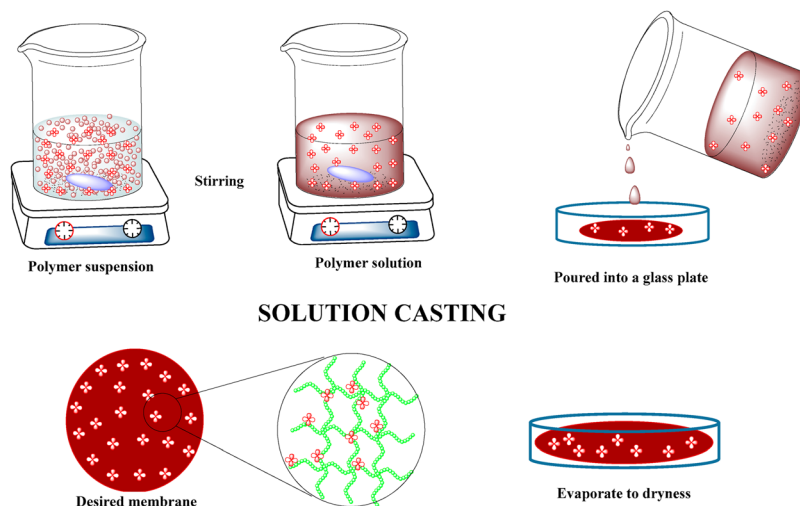 Stirring
Polymer suspension
Polymer solution
Poured into a glass plate
SOLUTION CASTING
Desired membrane
Evaporate to dryness